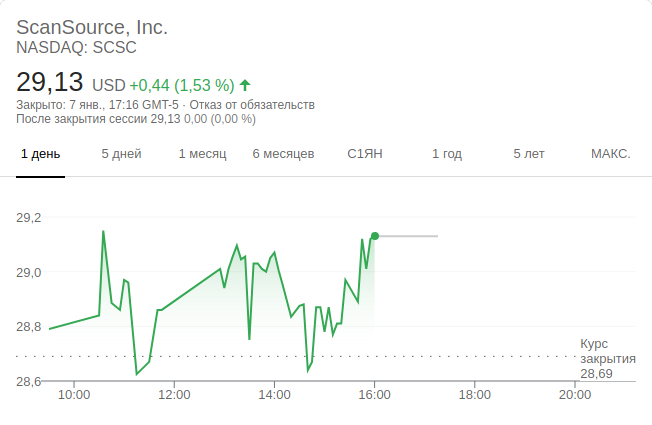 ScanSource, Inc.
NASDAQ: SCSC
29,13 USD +0,44 (1,53 %)
Закрыто: 7 янв., 17:16 GMT-5 · Отказ от обязательств
После закрытия сессии 29,13 0,00 (0,00 %)
1 день 5 дней 1 месяц 6 месяцев С1ЯН 1 год 5 лет МАКС.
29,2
29,0
28,8
28,6
Курс
закрытия
28,69
10:00 12:00 14:00 16:00 18:00 20:00